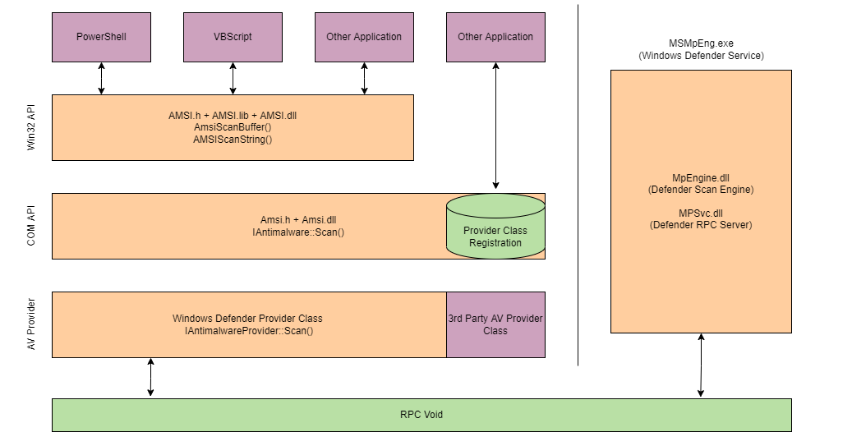 PowerShell
VBScript
Other Application
Other Application
MSMpEng.exe
(Windows Defender Service)
Win32 API
AMSI.h + AMSI.lib + AMSI.dll
AmsiScanBuffer()
AMSIScanString()
MpEngine.dll
(Defender Scan Engine)
MPSvc.dll
(Defender RPC Server)
COM API
Amsi.h + Amsi.dll
IAntimalware::Scan()
Provider Class
Registration
AV Provider
Windows Defender Provider Class
IAntimalwareProvider::Scan()
3rd Party AV Provider
Class
RPC Void